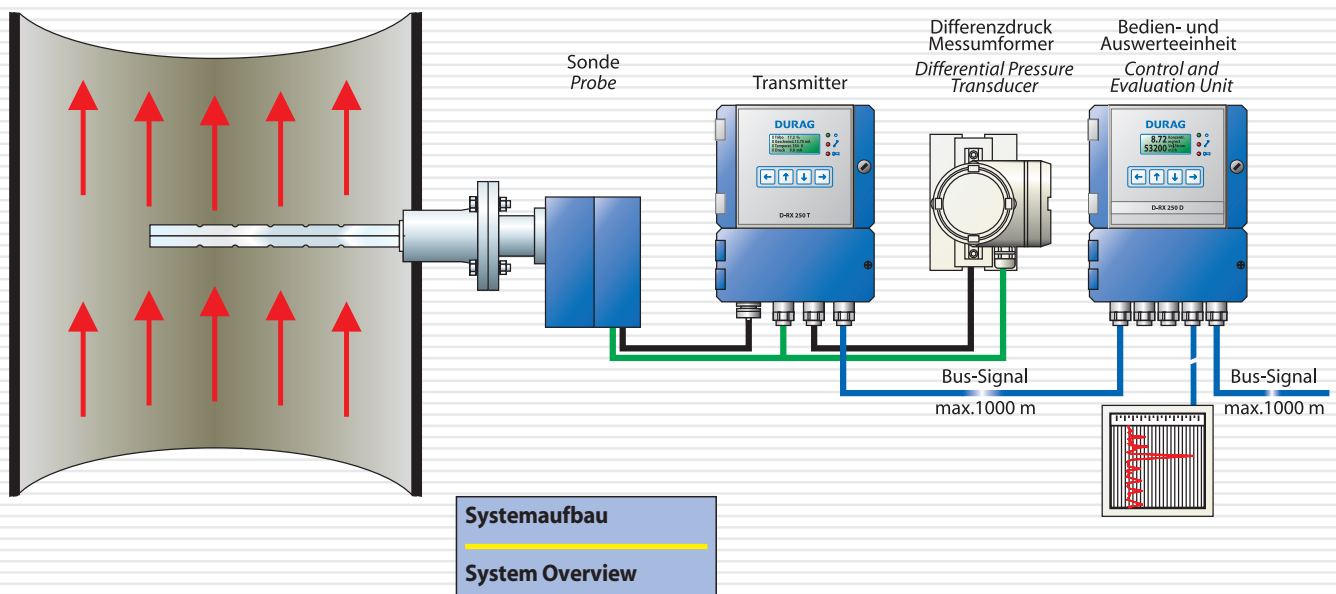 Sonde
Probe
Transmitter
Differenzdruck
Messumformer
Differential Pressure
Transducer
Bedien- und
Auswerteeinheit
Control and
Evaluation Unit
DURAG
D-RX 250 T
DURAG
8.72
53200
D-RX 250 D
Bus-Signal
max.1000 m
Bus-Signal
max.1000 m
Systemaufbau
System Overview